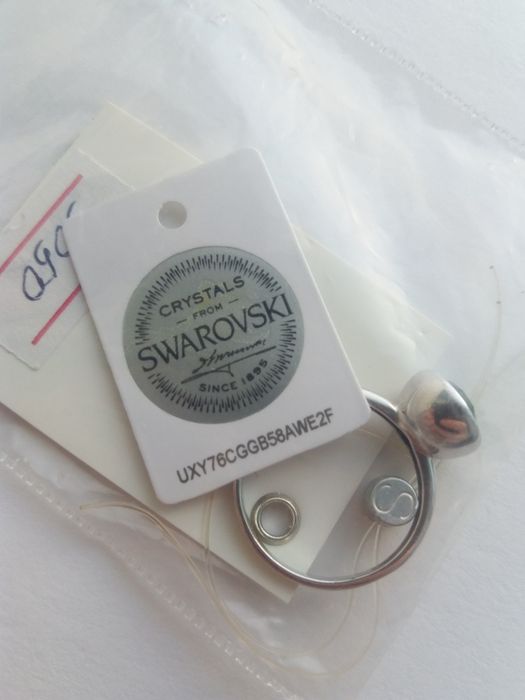 CRYSTALS
FROM
SWAROVSKI
SINCE 1895
UXY76CGGB58AWE2F
S